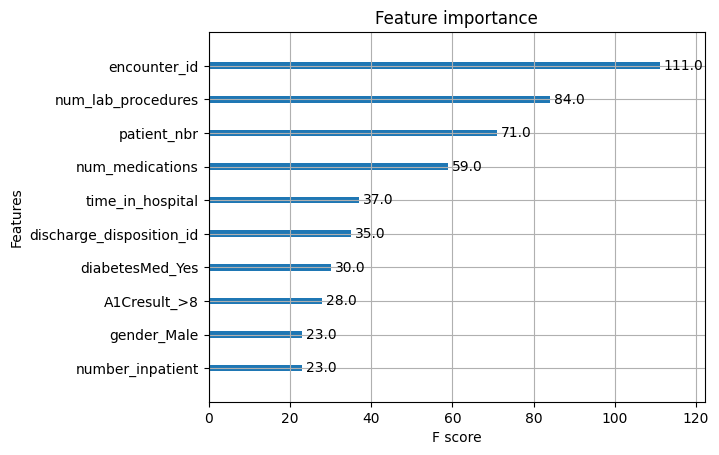 Feature importance
encounter_id 111.0
num_lab_procedures 84.0
patient_nbr 71.0
num_medications 59.0
time_in_hospital 37.0
discharge_disposition_id 35.0
diabetesMed_Yes 30.0
A1Cresult_>8 28.0
gender_Male 23.0
number_inpatient 23.0
Features
0 20 40 60 80 100 120
F score